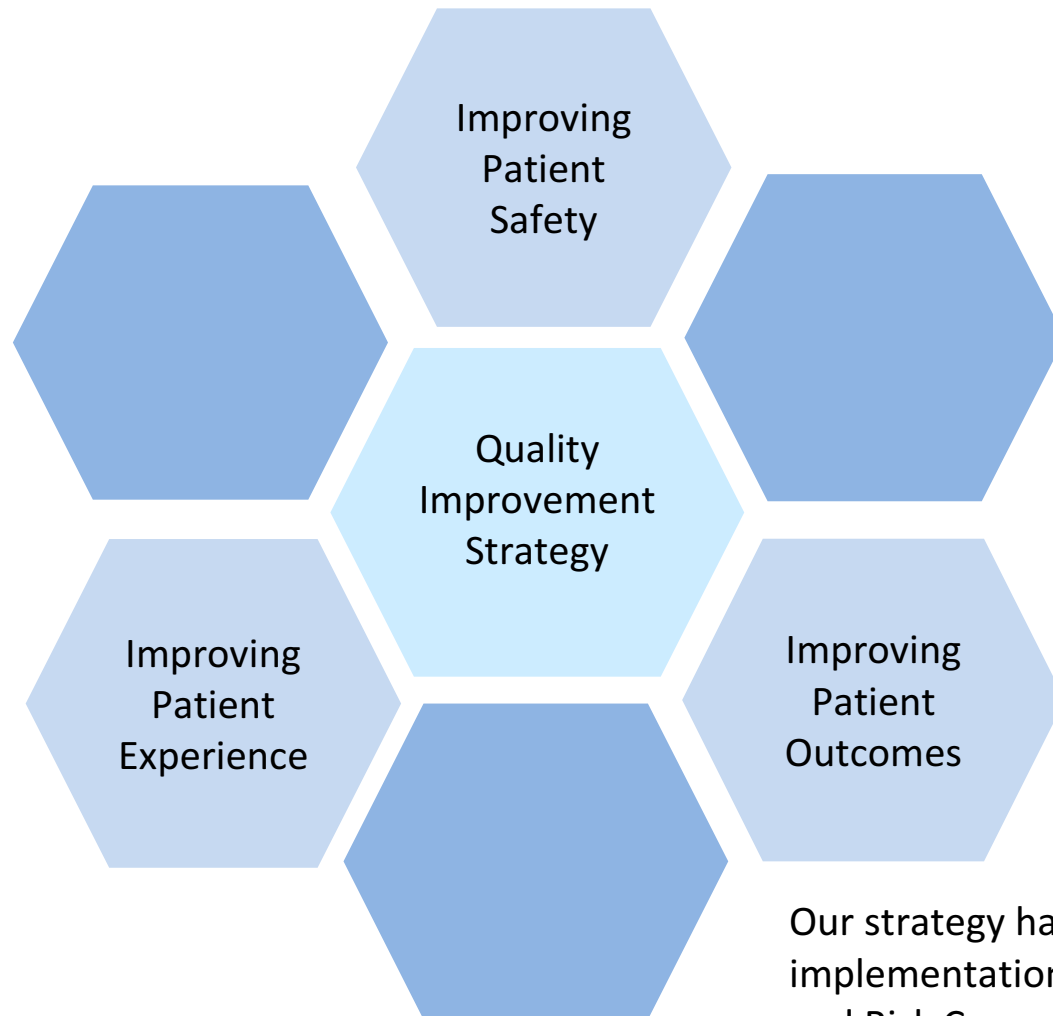 Improving
Patient
Safety
Quality
Improvement
Strategy
Improving
Patient
Experience
Improving
Patient
Outcomes
Our strategy ha
implementation